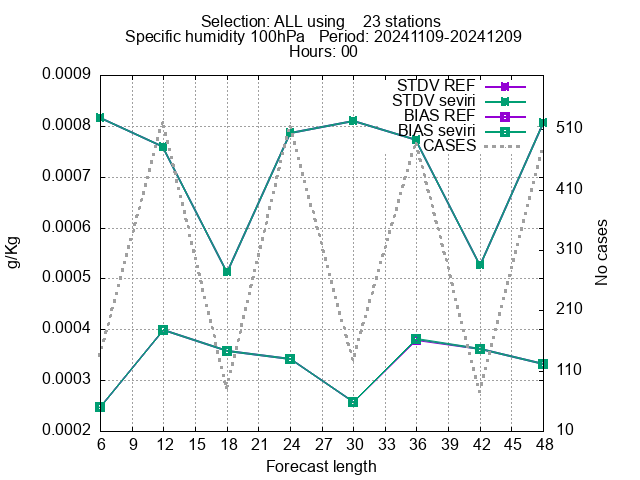 Selection: ALL using    23 stations
Specific humidity 100hPa   Period: 20241109-20241209
Hours: 00
STDV REF
STDV seviri
BIAS REF
BIAS seviri
CASES
0.0009
0.0008
0.0007
0.0006
0.0005
0.0004
0.0003
0.0002
g/Kg
510
410
310
210
110
10
No cases
6 9 12 15 18 21 24 27 30 33 36 39 42 45 48
Forecast length